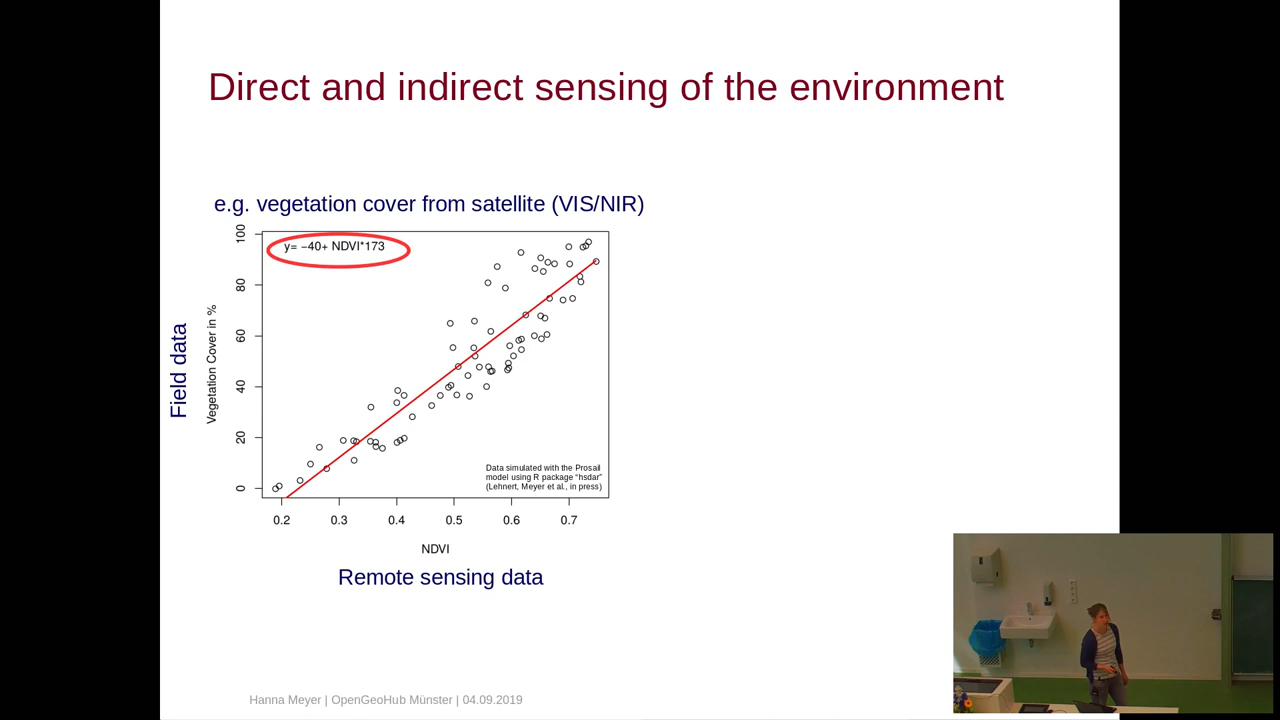 Direct and indirect sensing of the environment
e.g. vegetation cover from satellite (VIS/NIR)
y= −40+ NDVI*173
Field data
Vegetation Cover in %
100
80
60
40
20
0
Data simulated with the Prosail
model using R package “hsdar”
(Lehnert, Meyer et al., in press)
0.2 0.3 0.4 0.5 0.6 0.7
NDVI
Remote sensing data
Hanna Meyer | OpenGeoHub Münster | 04.09.2019